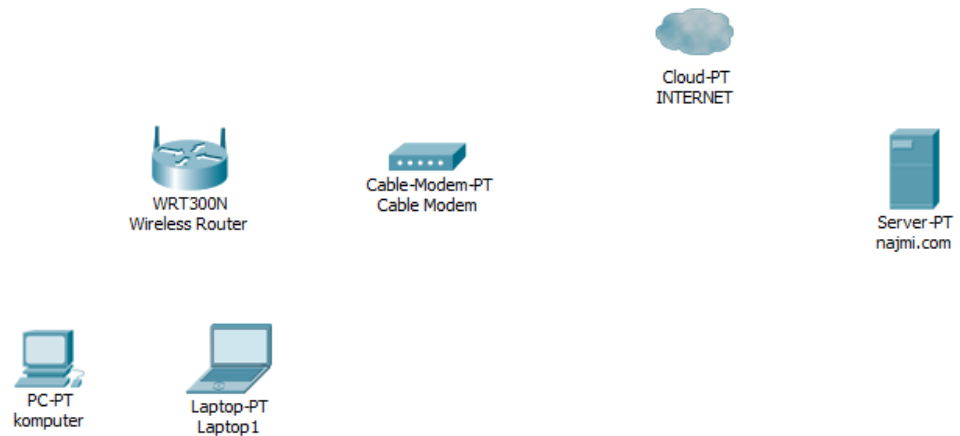 Cloud-PT
INTERNET
WRT300N
Wireless Router
Cable-Modem-PT
Cable Modem
Server-PT
najmi.com
PC-PT
komputer
Laptop-PT
Laptop1